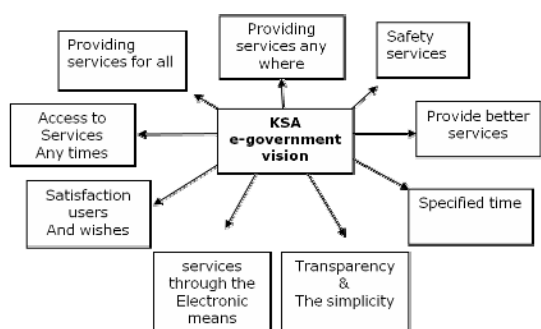 Providing
services for all
Providing
services any
where
Safety
services
Access to
Services
Any times
KSA
e-government
vision
Provide better
services
Satisfaction
users
And wishes
Specified time
services
through the
Electronic
means
Transparency
&
The simplicity